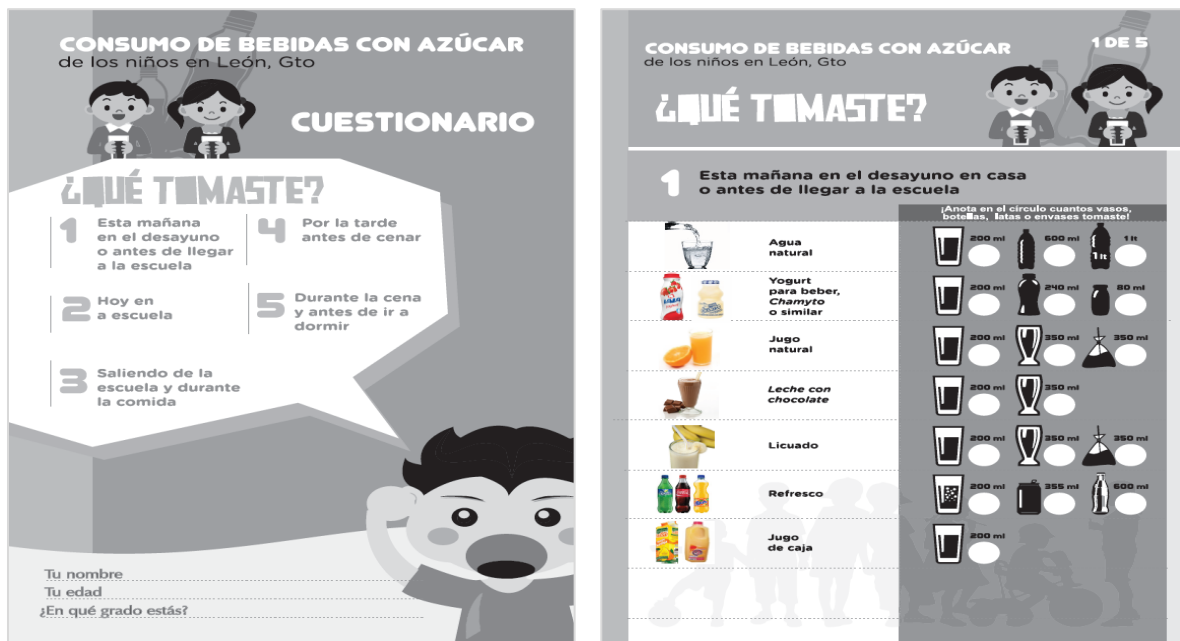 CONSUMO DE BEBIDAS CON AZÚCAR
de los niños en León, Gto
CUESTIONARIO
¿QUÉ TOMASTE?
1 Esta mañana
en el desayuno
o antes de llegar
a la escuela
2 Hoy en
a escuela
3 Saliendo de la
escuela y durante
la comida
4 Por la tarde
antes de cenar
5 Durante la cena
y antes de ir a
dormir
Tu nombre
Tu edad
¿En qué grado estás?
CONSUMO DE BEBIDAS CON AZÚCAR
de los niños en León, Gto
1 DE 5
¿QUÉ TOMASTE?
1 Esta mañana en el desayuno en casa
o antes de llegar a la escuela
¡Anota en el círculo cuantos vasos,
botellas, latas o envases tomaste!
Agua
natural
200 ml 600 ml 1 lt
1 lt
Yogurt
para beber,
Chamyto
o similar
200 ml 240 ml 80 ml
Jugo
natural
200 ml 350 ml 350 ml
Leche con
chocolate
200 ml 350 ml
Licuado
200 ml 350 ml 350 ml
Refresco
200 ml 355 ml 600 ml
Jugo
de caja
200 ml